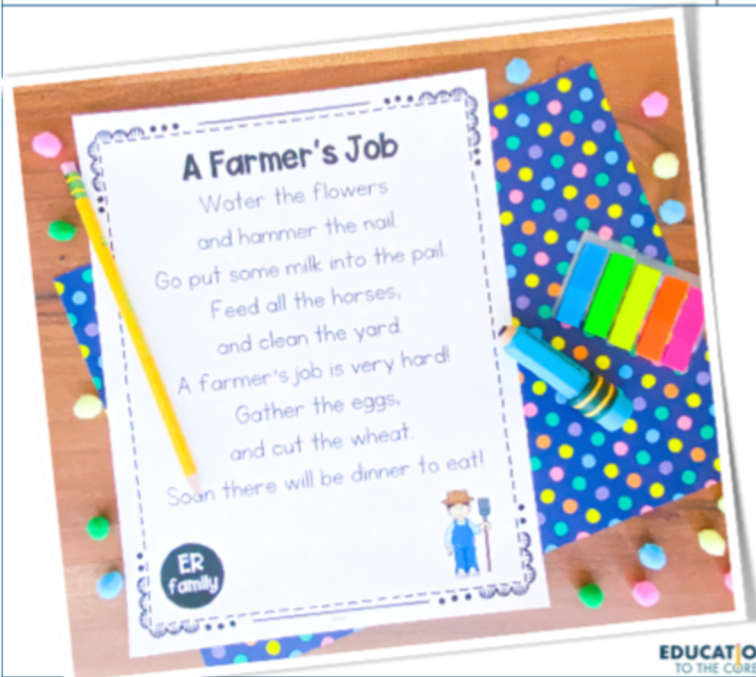 A Farmer's Job
Water the flowers
and hammer the nail.
Go put some milk into the pail.
Feed all the horses,
and clean the yard.
A farmer's job is very hard!
Gather the eggs,
and cut the wheat.
Soon there will be dinner to eat!
ER
family
EDUCATIO
TO THE CORE